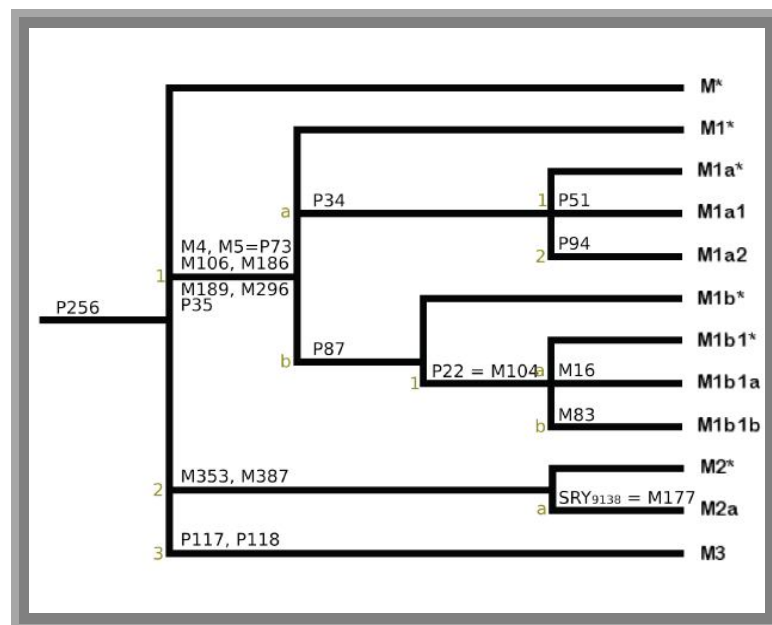 M*
M1*
M1a*
P34
1 P51
a
M1a1
M4, M5=P73
P94
M106, M186
2
M1a2
1
M189, M296
P35
M1b*
P256
M1b1*
P87
b
P22 = M104
a M16
1
M1b1a
M83
b
M1b1b
M2*
M353, M387
2
SRY9138 = M177
a
M2a
P117, P118
3
M3